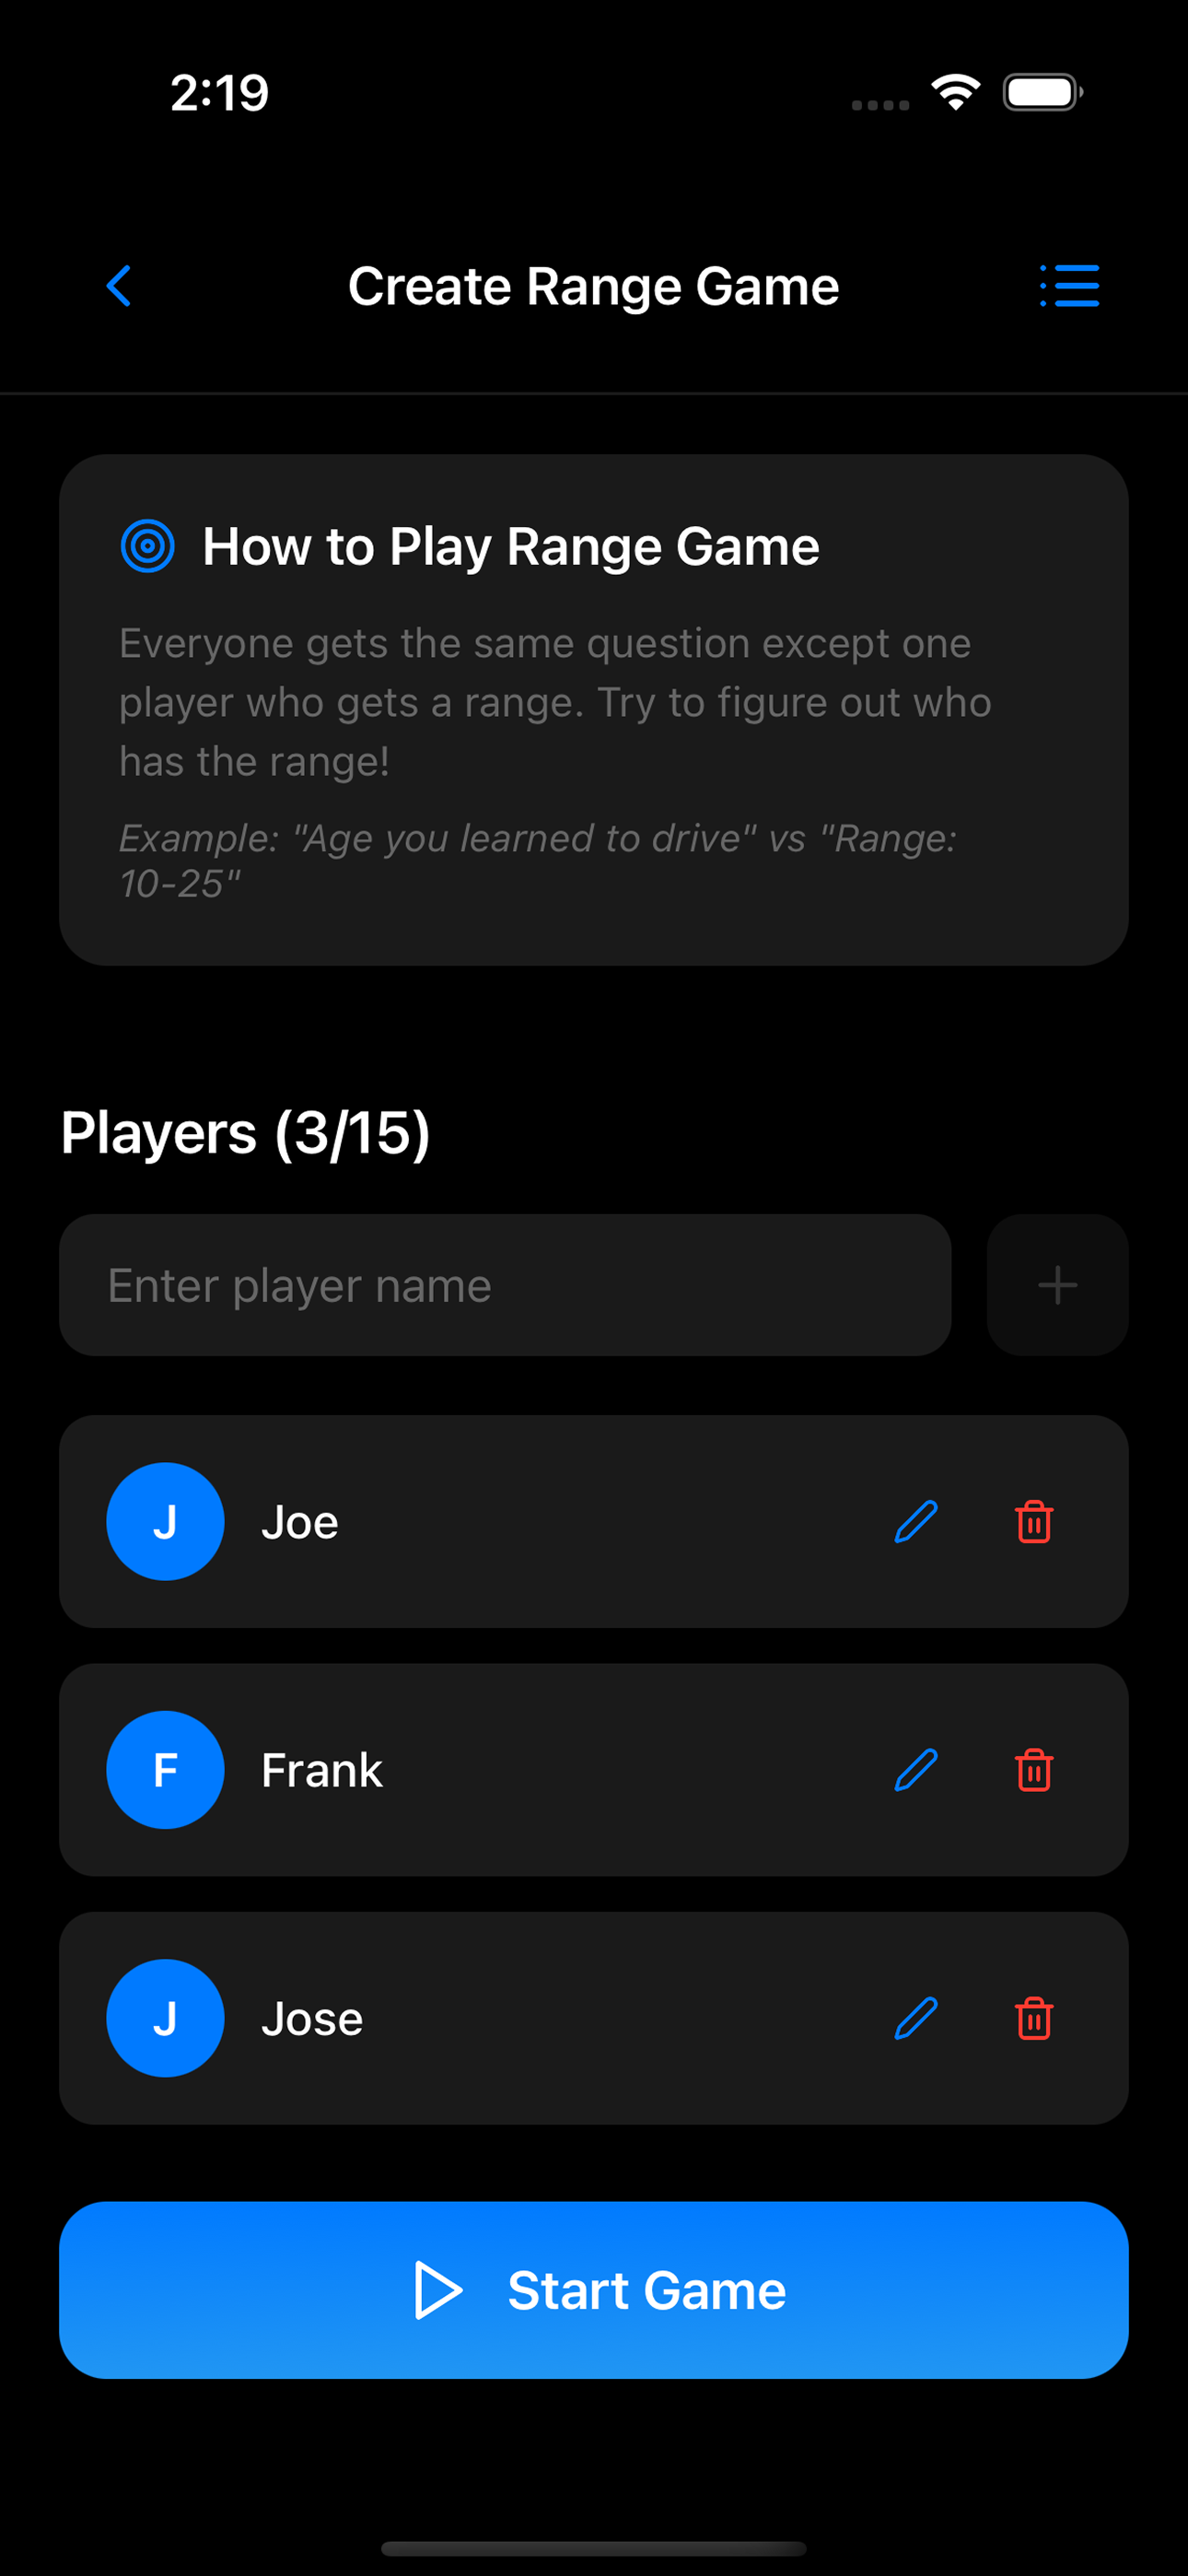 2:19
Create Range Game
How to Play Range Game
Everyone gets the same question except one
player who gets a range. Try to figure out who
has the range!
Example: "Age you learned to drive" vs "Range:
10-25"
Players (3/15)
Enter player name
J Joe
F Frank
J Jose
Start Game